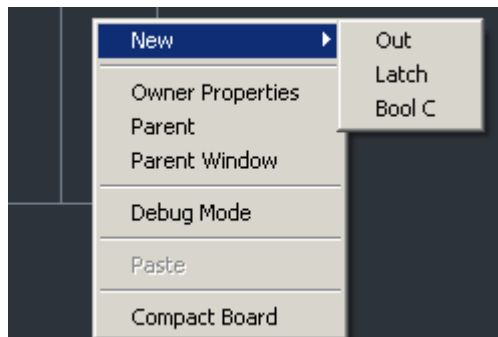 New
Out
Latch
Bool C
Owner Properties
Parent
Parent Window
Debug Mode
Paste
Compact Board